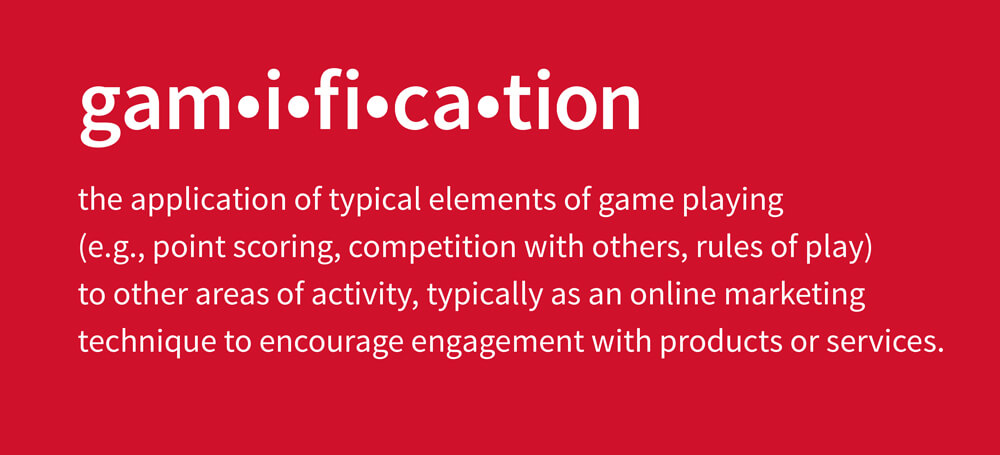 gam•i•fi•ca•tion
the application of typical elements of game playing
(e.g., point scoring, competition with others, rules of play)
to other areas of activity, typically as an online marketing
technique to encourage engagement with products or services.